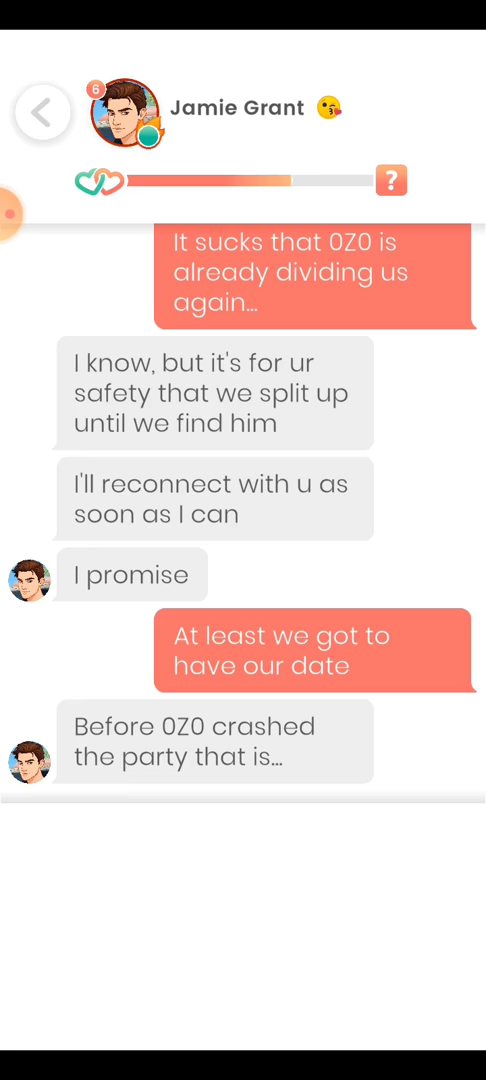 6
Jamie Grant 😘
?
It sucks that 0Z0 is
already dividing us
again...
I know, but it's for ur
safety that we split up
until we find him
I'll reconnect with u as
soon as I can
I promise
At least we got to
have our date
Before 0Z0 crashed
the party that is...